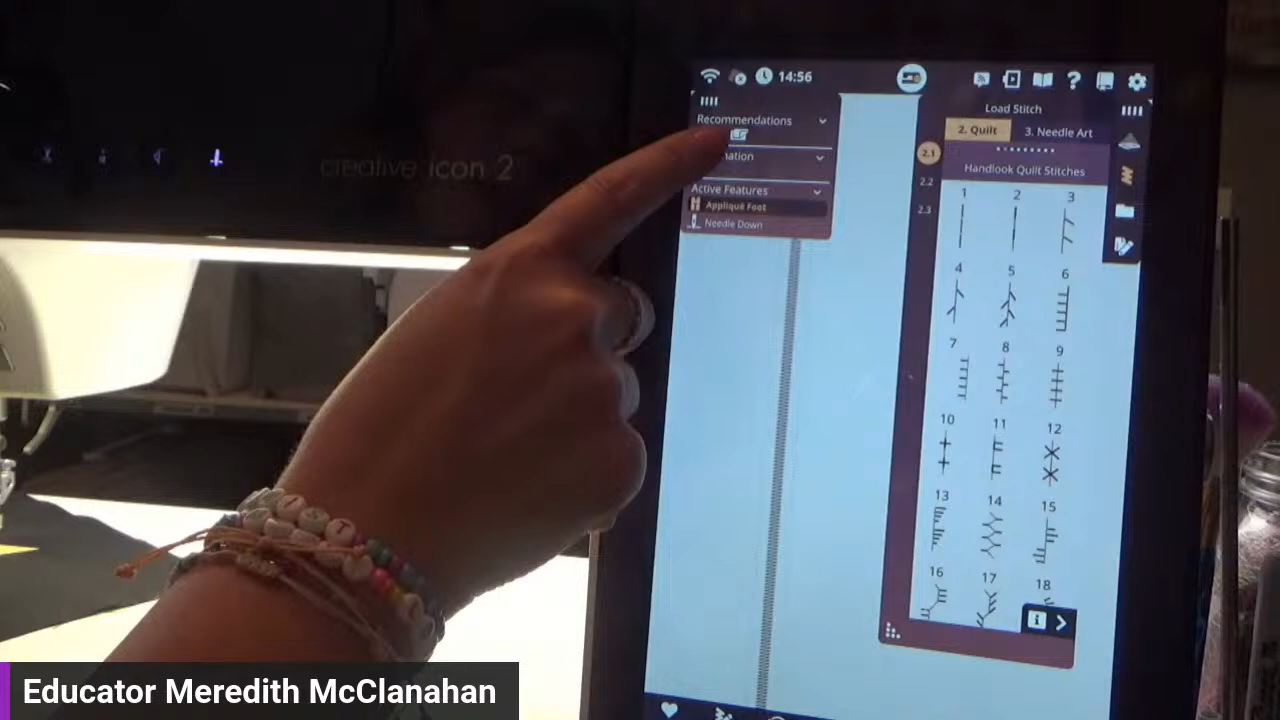 creative icon 2
14:56
Recommendations
Active Features
Appliqué Foot
Needle Down
Load Stitch
2. Quilt
3. Needle Art
2.1
Handlook Quilt Stitches
2.2
2.3
1 2 3
4 5 6
7 8 9
10 11 12
13 14 15
16 17 18
Educator Meredith McClanahan